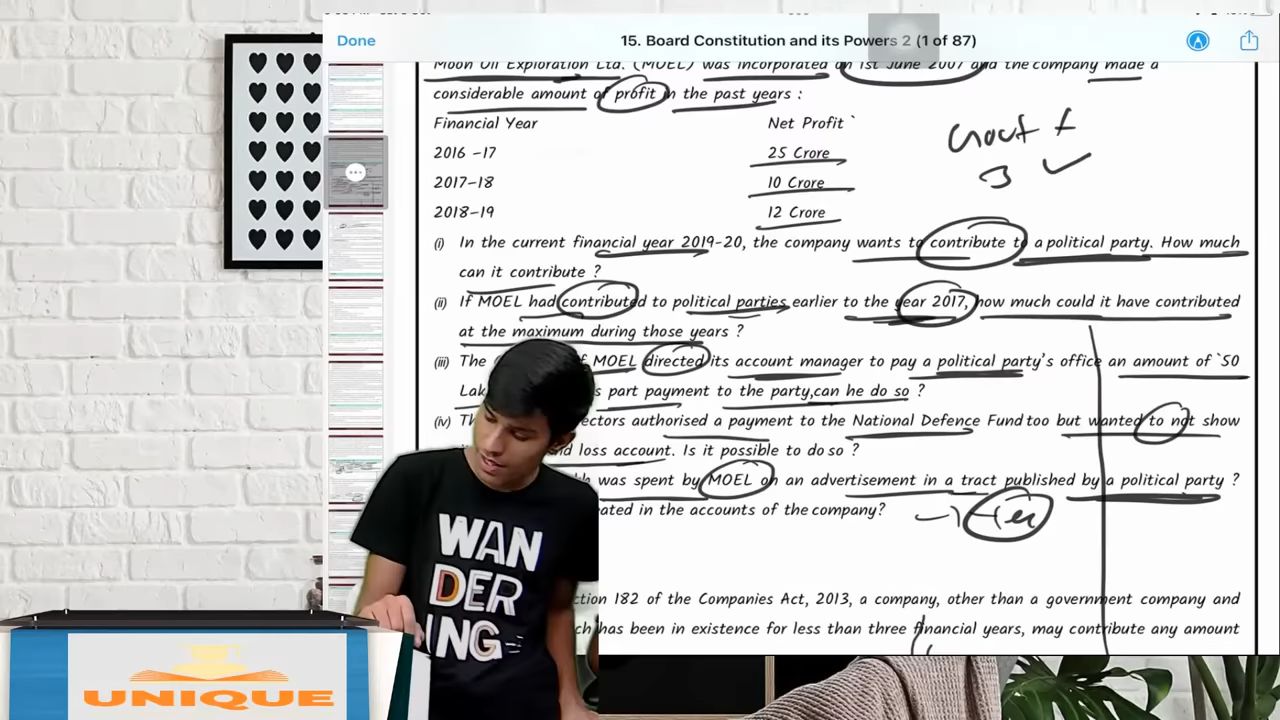 Done
15. Board Constitution and its Powers 2 (1 of 87)
Moon Oil Exploration Ltd. (MOEL) was incorporated on 1st June 2007 and the company made a
considerable amount of profit in the past years :
Financial Year Net Profit`
2016 -17 25 Crore
2017-18 10 Crore
2018-19 12 Crore
Govt X
3 ✓
(i) In the current financial year 2019-20, the company wants to contribute to a political party. How much
can it contribute ?
(ii) If MOEL had contributed to political parties earlier to the year 2017, how much could it have contributed
at the maximum during those years ?
(iii) The of MOEL directed its account manager to pay a political party's office an amount of `50
Lak s part payment to the party,can he do so ?
(iv) Th ectors authorised a payment to the National Defence Fund too but wanted to not show
id loss account. Is it possible to do so ?
h was spent by MOEL on an advertisement in a tract published by a political party ?
eated in the accounts of the company?
ction 182 of the Companies Act, 2013, a company, other than a government company and
ch has been in existence for less than three financial years, may contribute any amount
WAN
DER
ING
UNIQUE